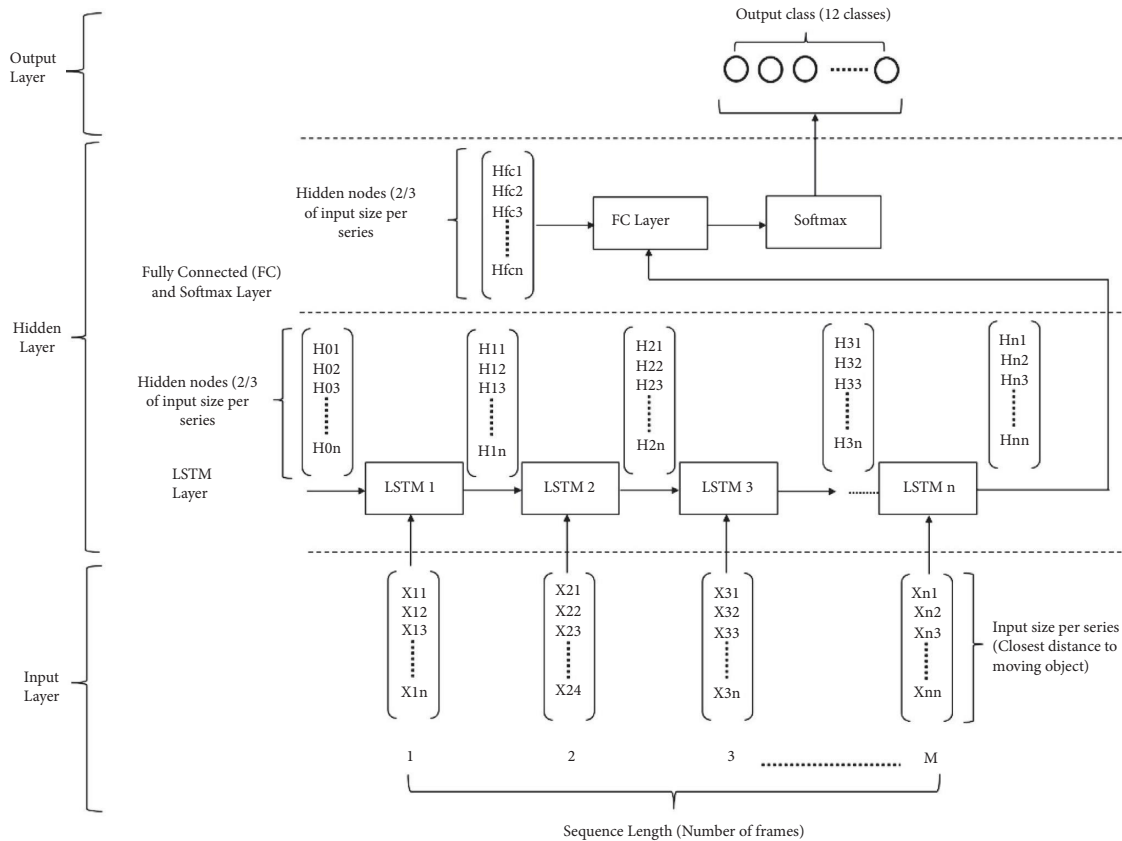 Output class (12 classes)
Output
Layer
Hfc1
Hfc2
Hfc3
Hfcn
Hidden nodes (2/3
of input size per
series
FC Layer
Softmax
Fully Connected (FC)
and Softmax Layer
Hidden
Layer
Hidden nodes (2/3
of input size per
series
H01
H02
H03
H0n
H11
H12
H13
H1n
H21
H22
H23
H2n
H31
H32
H33
H3n
Hn1
Hn2
Hn3
Hnn
LSTM
Layer
LSTM 1
LSTM 2
LSTM 3
LSTM n
Input
Layer
X11
X12
X13
X1n
X21
X22
X23
X24
X31
X32
X33
X3n
Xn1
Xn2
Xn3
Xnn
Input size per series
(Closest distance to
moving object)
1
2
3
M
Sequence Length (Number of frames)